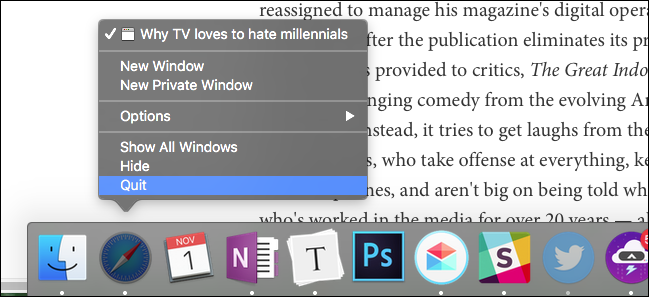 reassigned to manage his magazine's digital opera
✓ Why TV loves to hate millennials
fter the publication eliminates its pr
New Window
s provided to critics, The Great Indo
New Private Window
nging comedy from the evolving Ar
Options
nstead, it tries to get laughs from the
Show All Windows
s, who take offense at everything, ke
Hide
Quit
nes, and aren't big on being told wh
who's worked in the media for over 20 years — al
NOV
1
N
T
Ps
5